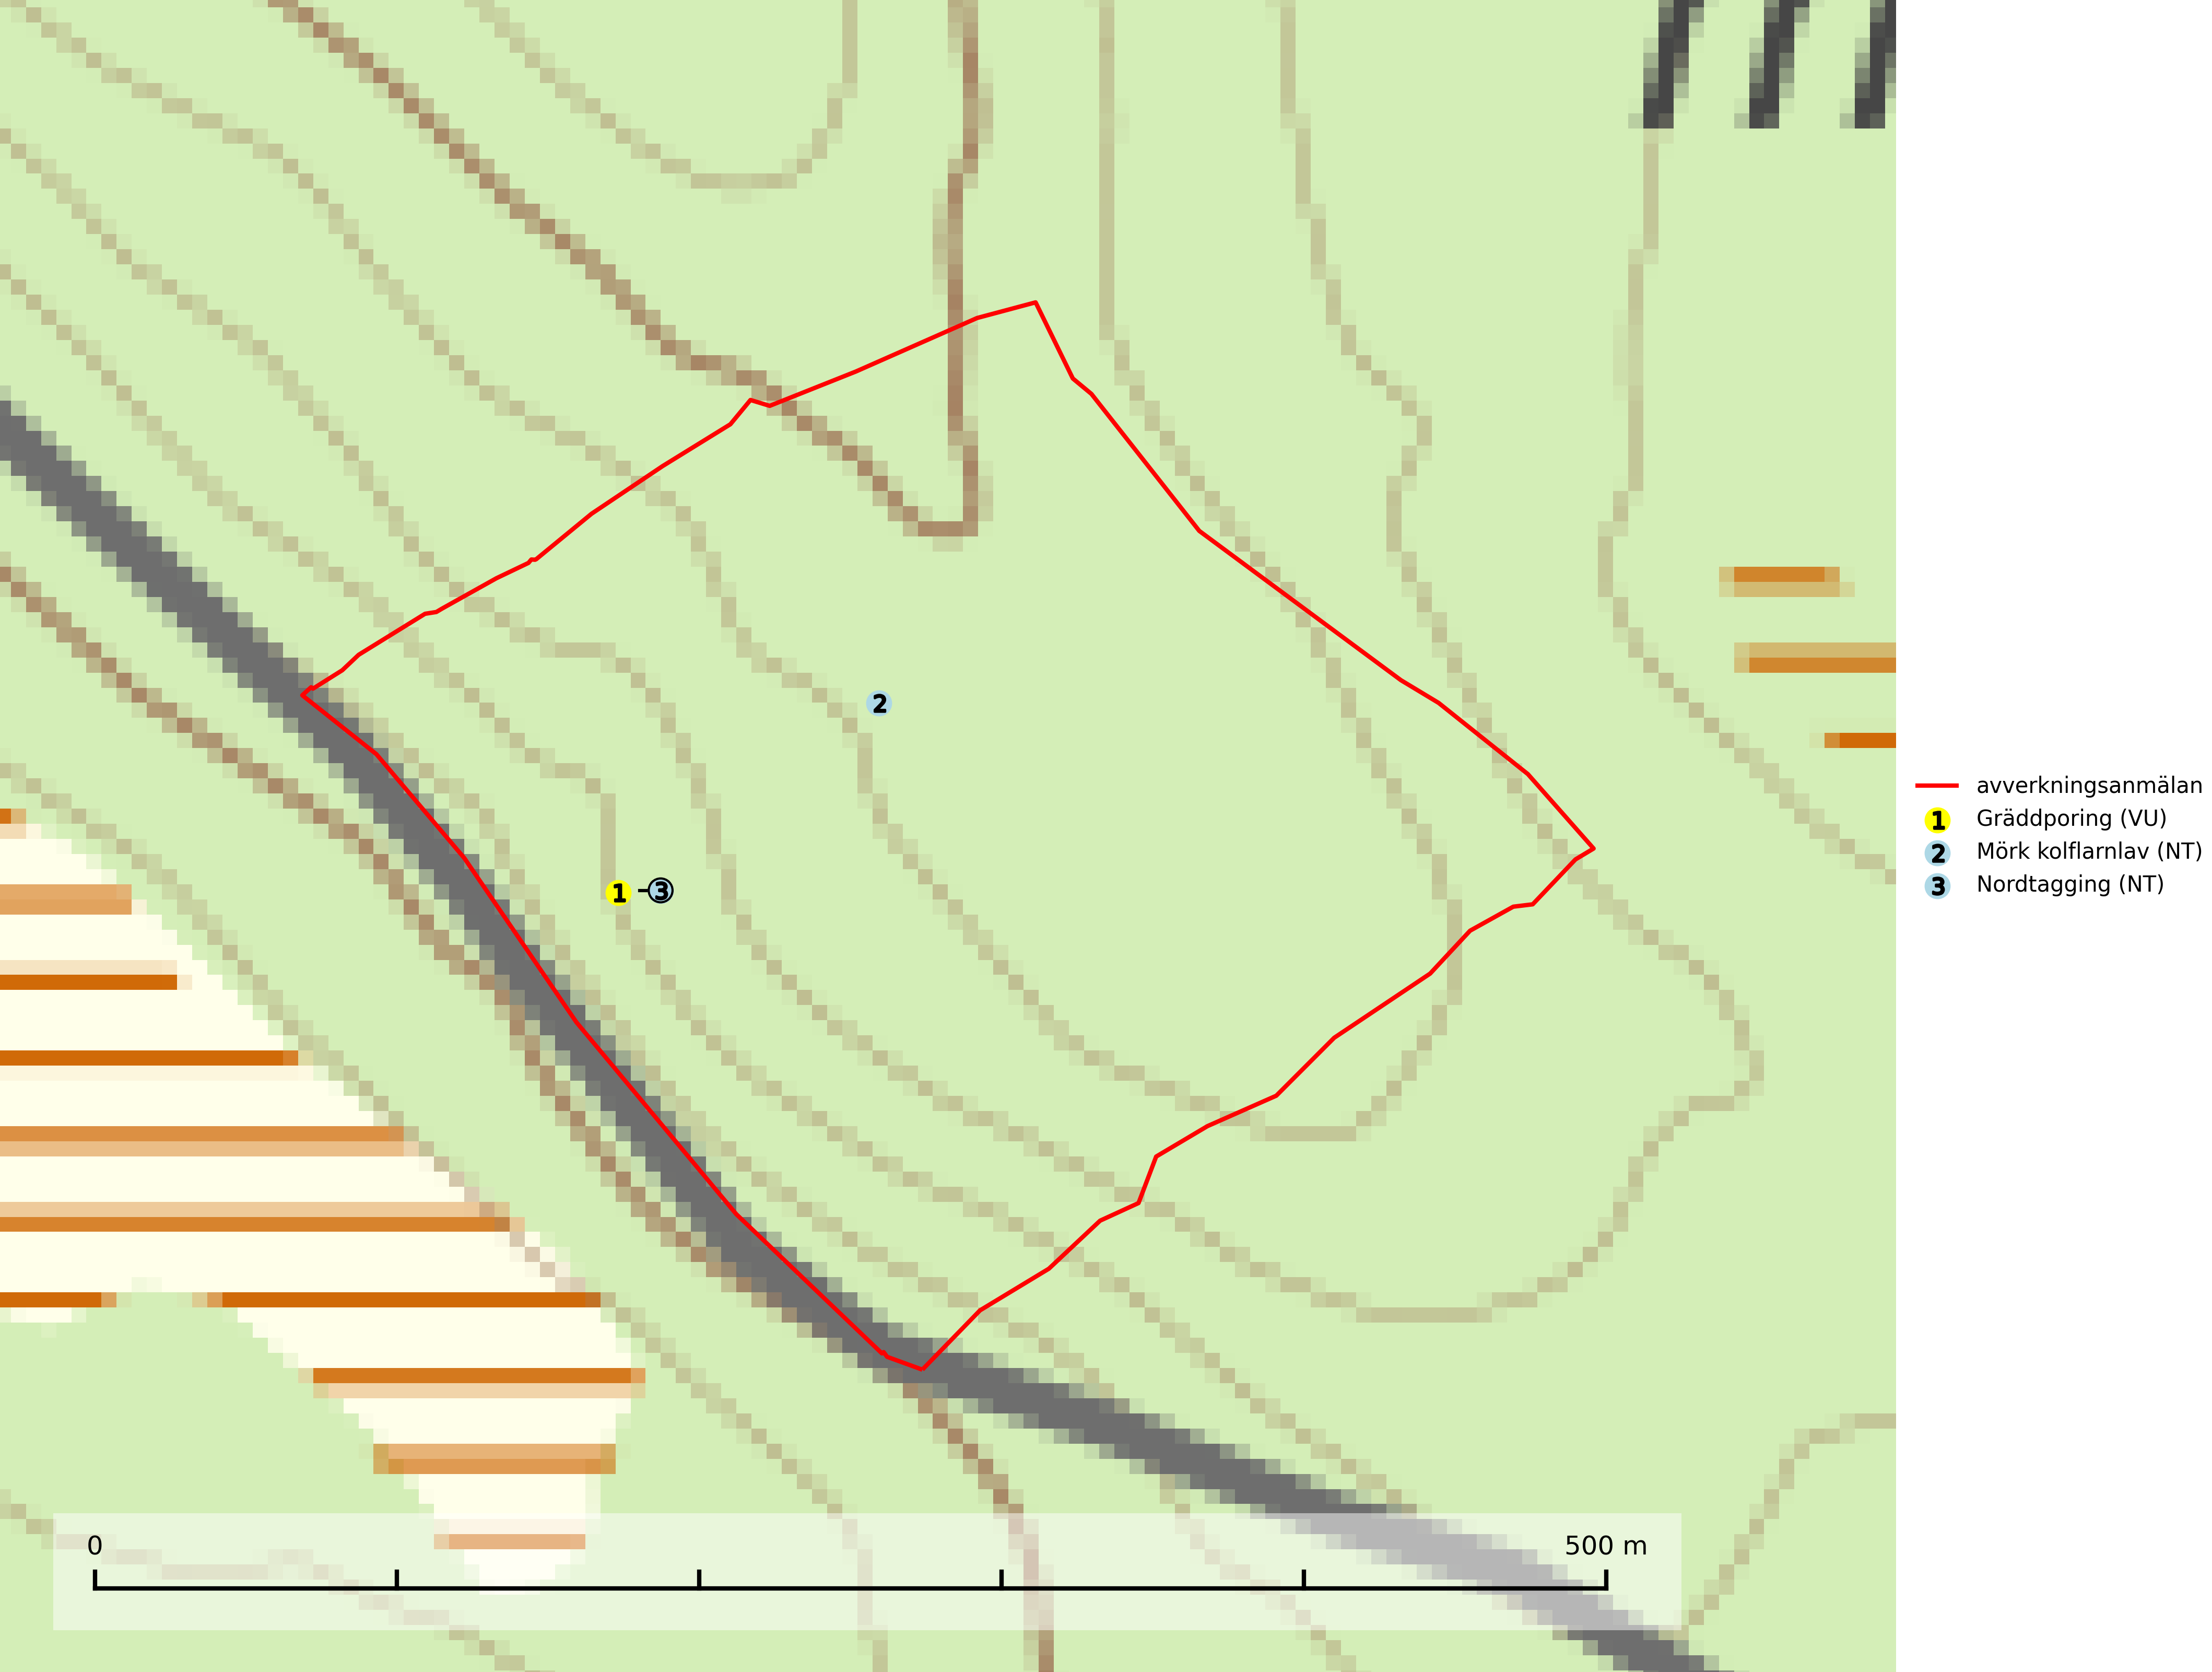 2
1 3
avverkningsanmälan
1 Gräddporing (VU)
2 Mörk kolflarnlav (NT)
3 Nordtagging (NT)
0 500 m